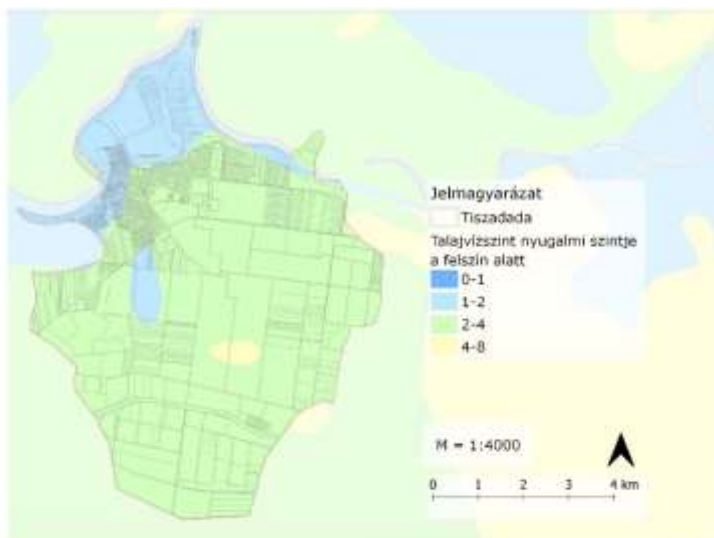 Jelmagyarázat
Tiszadada
Talajvízszint nyugalmi szintje
a felszín alatt
0-1
1-2
2-4
4-8
M = 1:4000
0 1 2 3 4 km